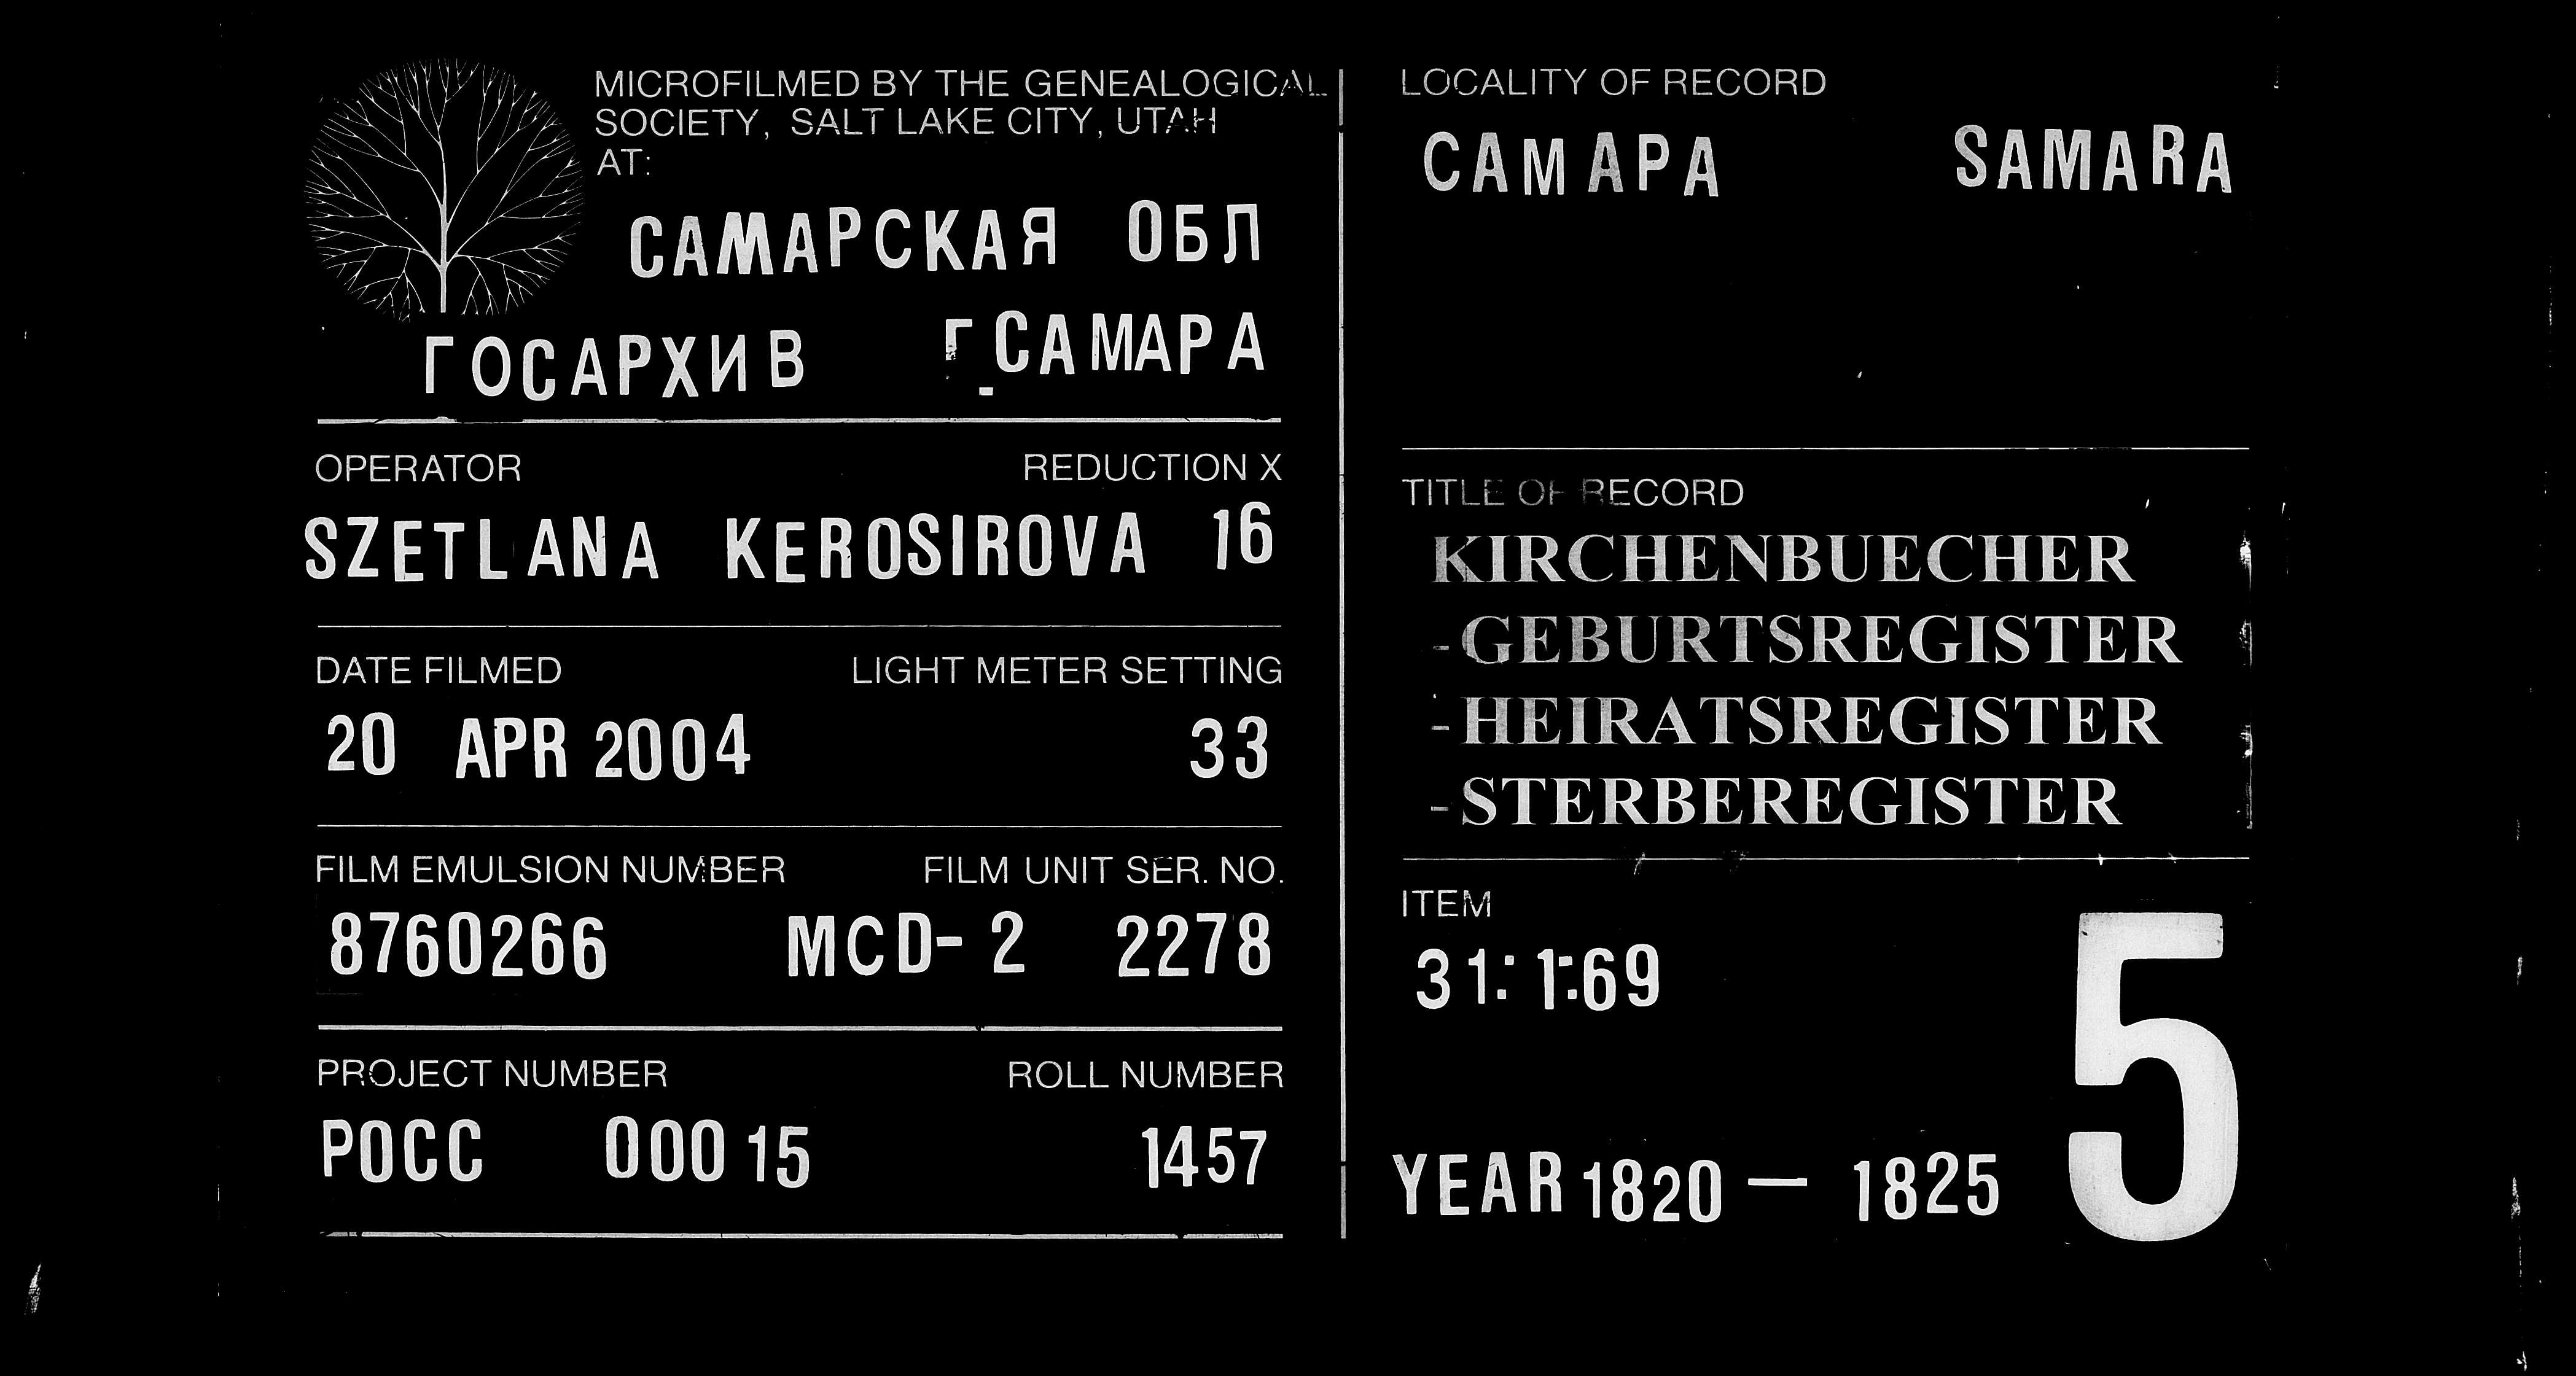 MICROFILMED BY THE GENEALOGICAL
SOCIETY, SALT LAKE CITY, UTAH
AT:
САМАРСКАЯ ОБЛ
ГОСАРХИВ Г.САМАРА
OPERATOR REDUCTION X
SZETLANA KEROSIROVA 16
DATE FILMED LIGHT METER SETTING
20 APR 2004 33
FILM EMULSION NUMBER FILM UNIT SER. NO.
8760266 MCD- 2 2278
PROJECT NUMBER ROLL NUMBER
РОСС 00015 1457
LOCALITY OF RECORD
САМАРА SAMARA
TITLE OF RECORD
KIRCHENBUECHER
-GEBURTSREGISTER
-HEIRATSREGISTER
-STERBEREGISTER
ITEM
31:1:69
5
YEAR 1820 — 1825